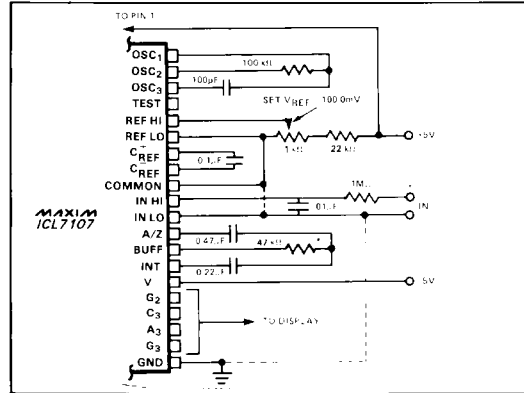 TO PIN 1
OSC1
OSC2
OSC3
TEST
REF HI
REF LO
C+REF
C-REF
COMMON
IN HI
IN LO
A/Z
BUFF
INT
V
G2
C3
A3
G3
GND
MAXIM
ICL7107
100 kΩ
100pF
SET VREF
100.0mV
1 kΩ
22 kΩ
+5V
0.1µF
1MΩ
+
.01µF
IN
0.47µF
47 kΩ
*
0.22µF
-5V
TO DISPLAY